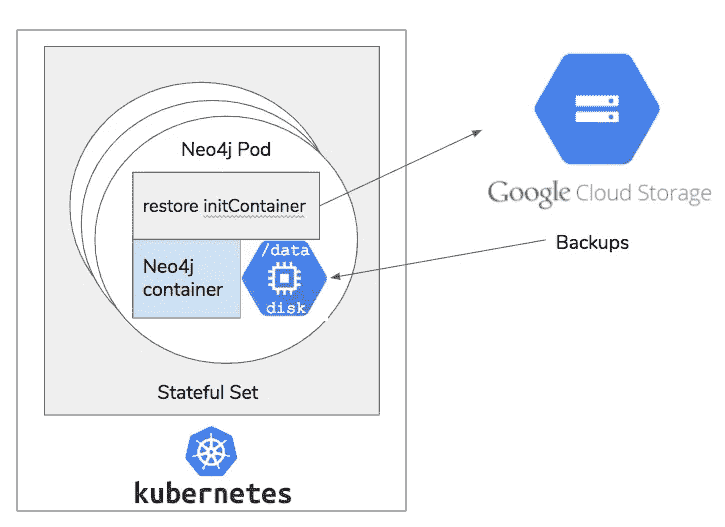 Neo4j Pod
restore initContainer
Neo4j
container
/data
disk
Stateful Set
kubernetes
Google Cloud Storage
Backups